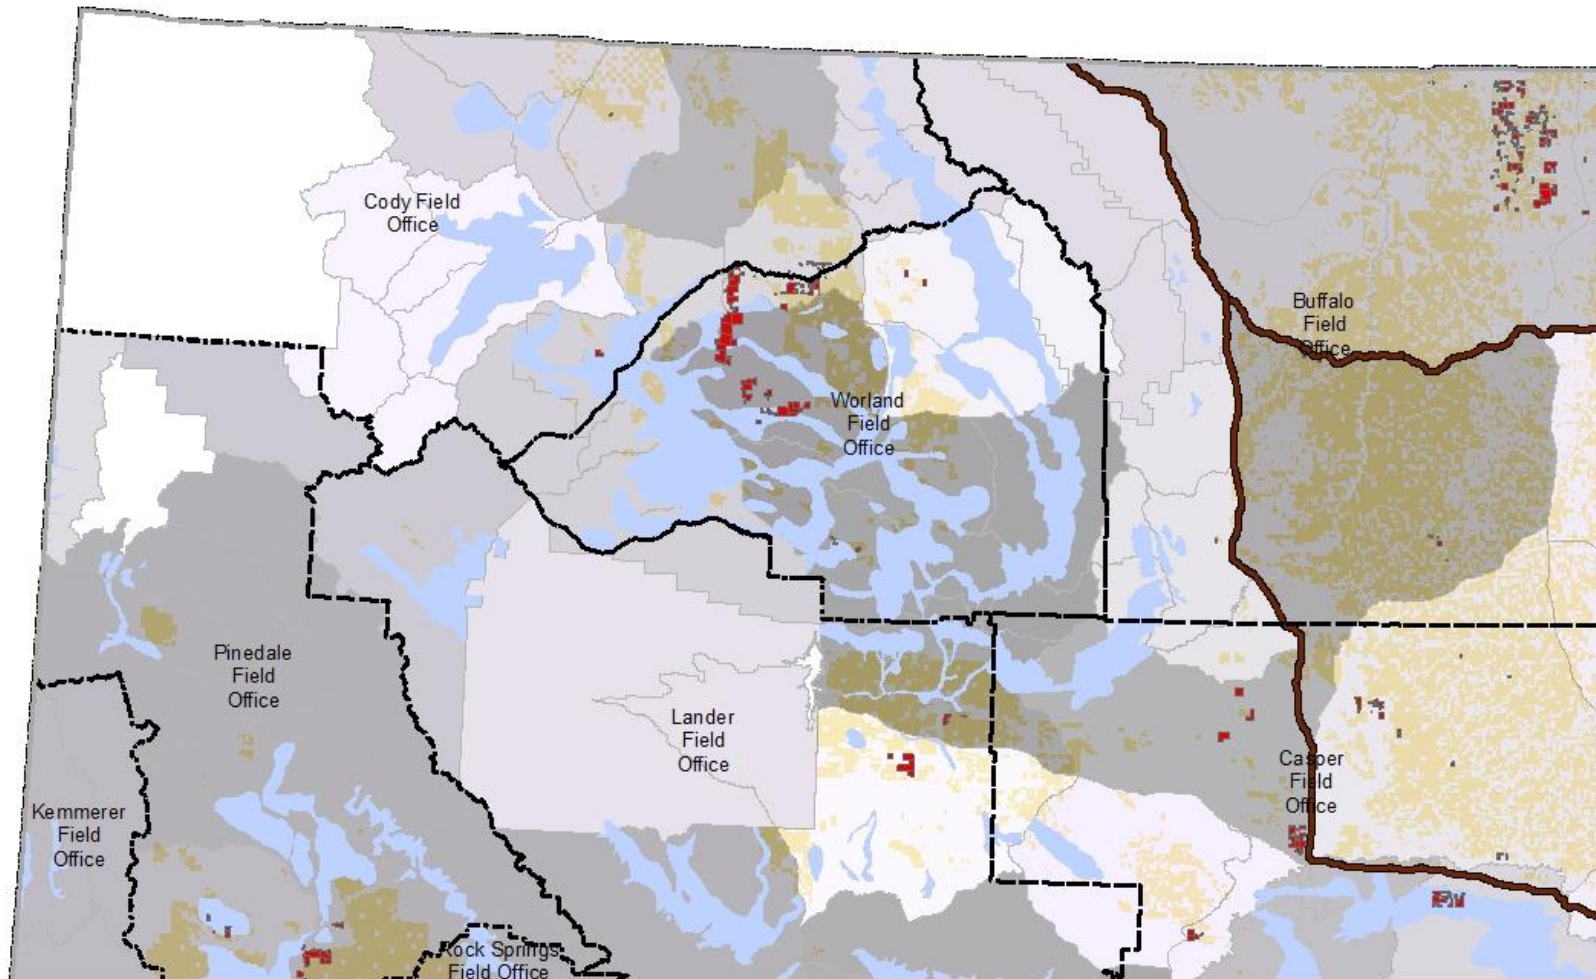 Cody Field
Office
Buffalo
Field
Office
Worland
Field
Office
Pinedale
Field
Office
Lander
Field
Office
Casper
Field
Office
Kemmerer
Field
Office
Rock Springs
Field Office